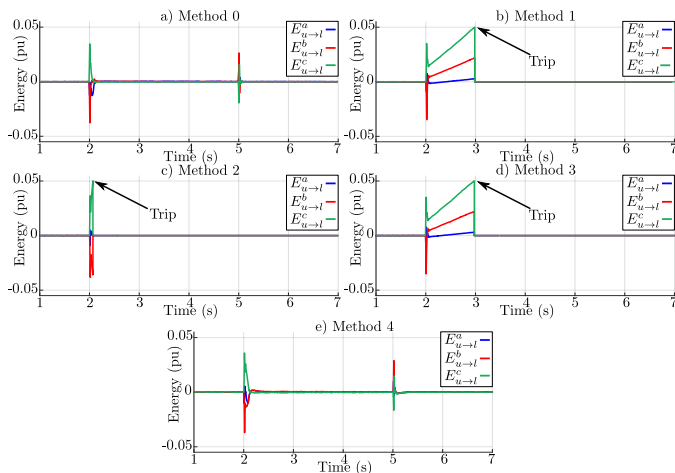 a) Method 0
Energy (pu)
0.05
0
-0.05
1 2 3 4 5 6 7
Time (s)
E^a_{u→l}
E^b_{u→l}
E^c_{u→l}
b) Method 1
Energy (pu)
0.05
0
-0.05
1 2 3 4 5 6 7
Time (s)
Trip
E^a_{u→l}
E^b_{u→l}
E^c_{u→l}
c) Method 2
Energy (pu)
0.05
0
-0.05
1 2 3 4 5 6 7
Time (s)
Trip
E^a_{u→l}
E^b_{u→l}
E^c_{u→l}
d) Method 3
Energy (pu)
0.05
0
-0.05
1 2 3 4 5 6 7
Time (s)
Trip
E^a_{u→l}
E^b_{u→l}
E^c_{u→l}
e) Method 4
Energy (pu)
0.05
0
-0.05
1 2 3 4 5 6 7
Time (s)
E^a_{u→l}
E^b_{u→l}
E^c_{u→l}